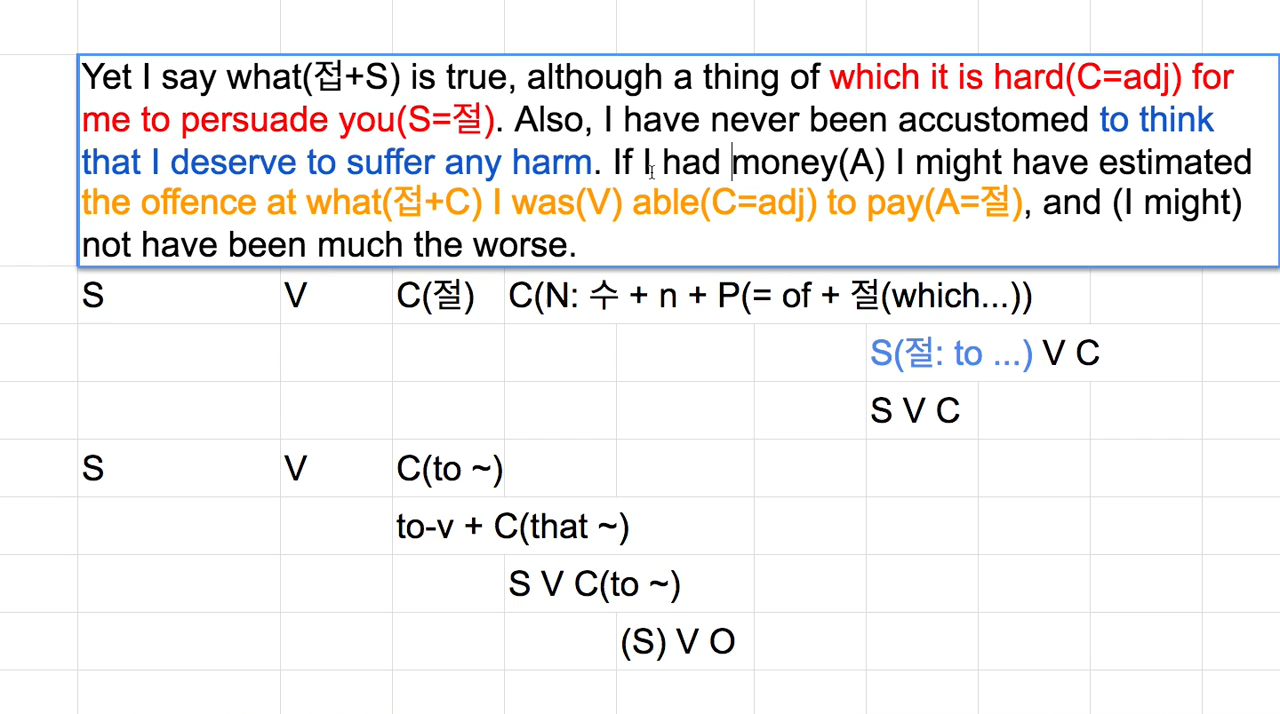 Yet I say what(접+S) is true, although a thing of which it is hard(C=adj) for
me to persuade you(S=절). Also, I have never been accustomed to think
that I deserve to suffer any harm. If I had money(A) I might have estimated
the offence at what(접+C) I was(V) able(C=adj) to pay(A=절), and (I might)
not have been much the worse.
S V C(절) C(N: 수 + n + P(= of + 절(which...))
S(절: to ...) V C
S V C
S V C(to ~)
to-v + C(that ~)
S V C(to ~)
(S) V O